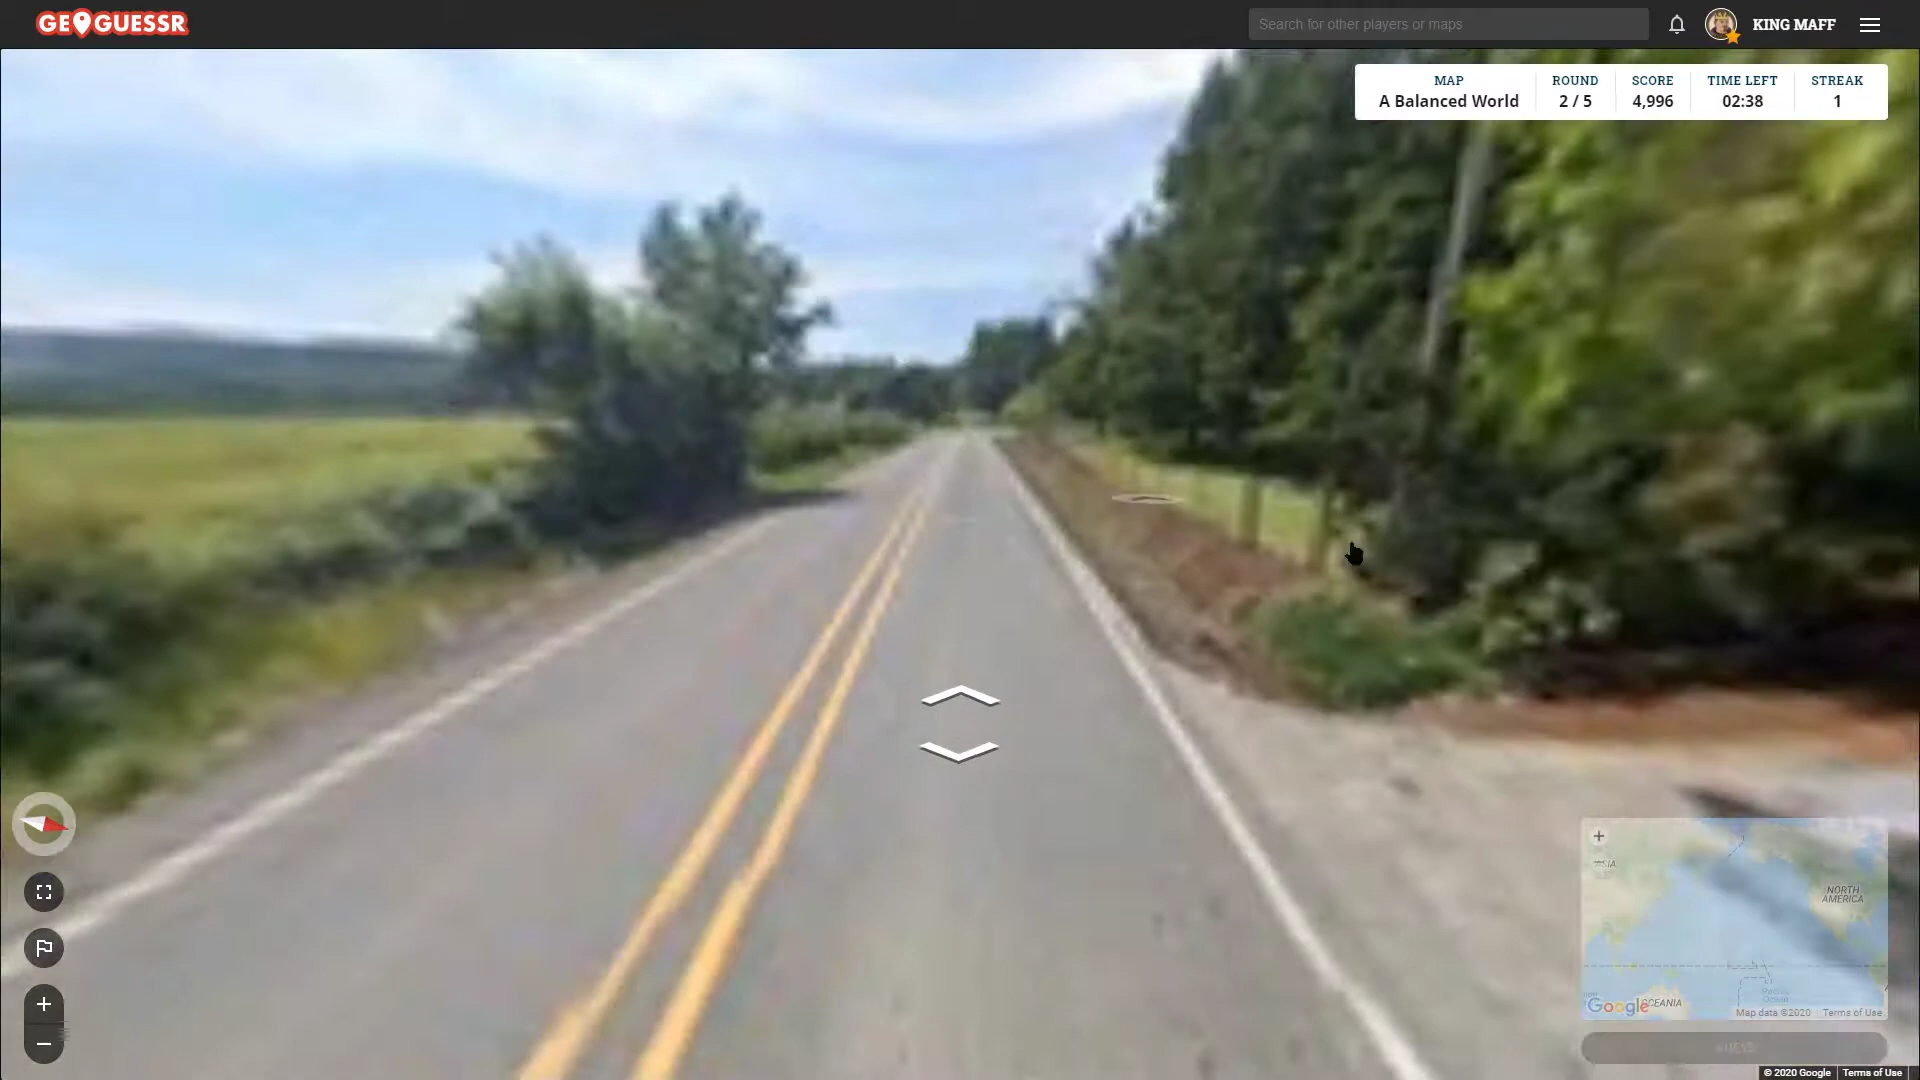 GEOGUESSR
Search for other players or maps
KING MAFF
MAP
A Balanced World
ROUND
2 / 5
SCORE
4,996
TIME LEFT
02:38
STREAK
1
NORTH
AMERICA
Pacific
Ocean
OCEANIA
Google
Map data ©2020
Terms of Use
© 2020 Google
Terms of Use